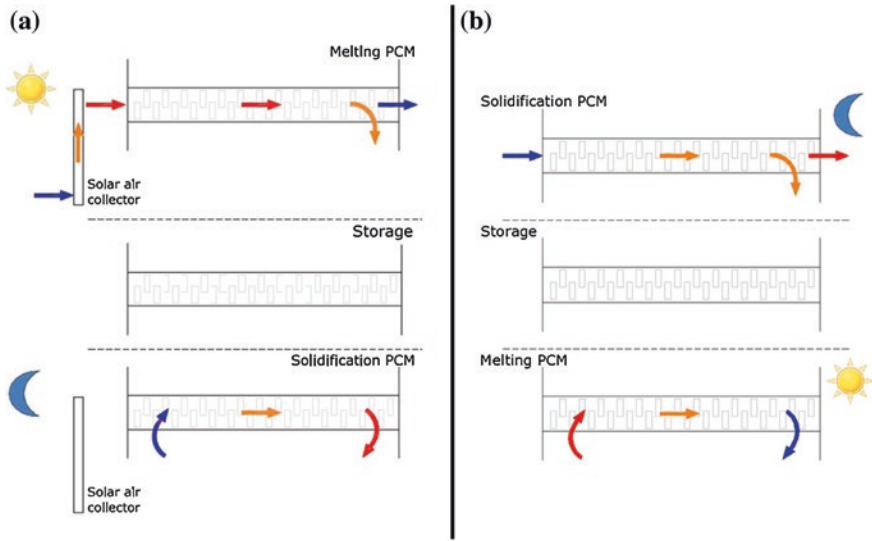 (a)
Melting PCM
Solar air
collector
Storage
Solidification PCM
Solar air
collector
(b)
Solidification PCM
Storage
Melting PCM